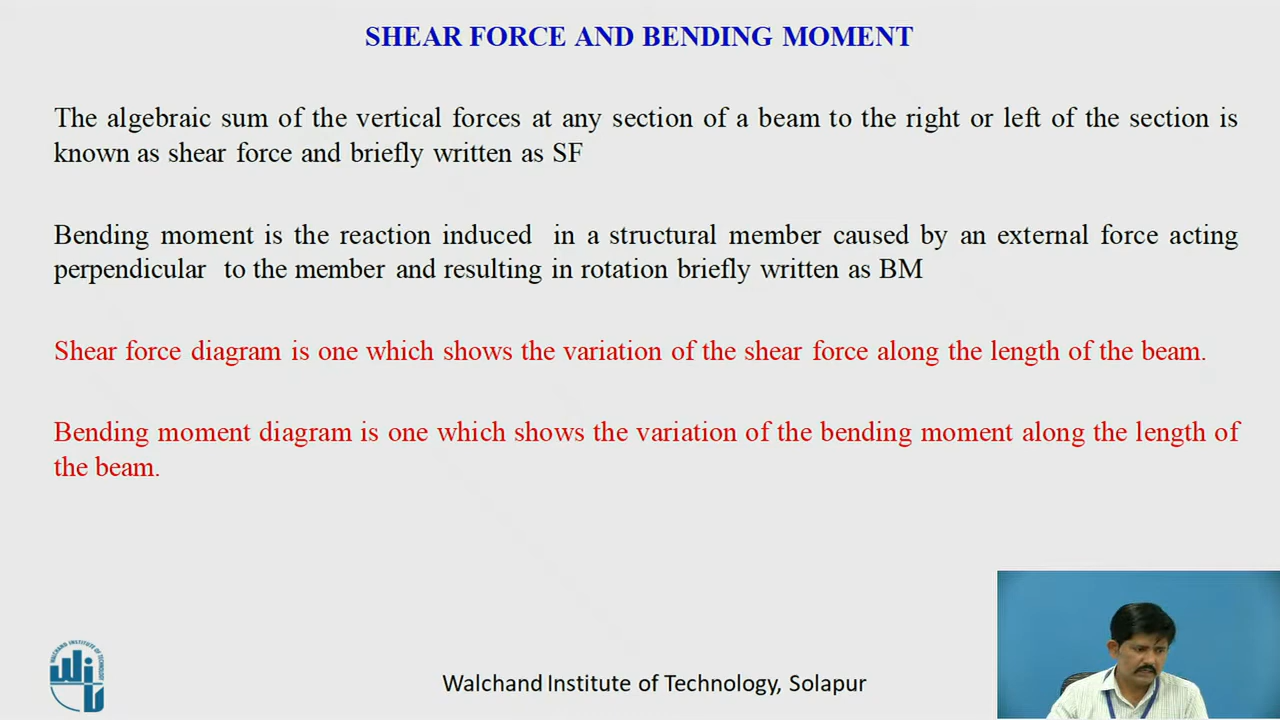 SHEAR FORCE AND BENDING MOMENT
The algebraic sum of the vertical forces at any section of a beam to the right or left of the section is
known as shear force and briefly written as SF
Bending moment is the reaction induced in a structural member caused by an external force acting
perpendicular to the member and resulting in rotation briefly written as BM
Shear force diagram is one which shows the variation of the shear force along the length of the beam.
Bending moment diagram is one which shows the variation of the bending moment along the length of
the beam.
WALCHAND INSTITUTE OF TECHNOLOGY
WIT
Walchand Institute of Technology, Solapur